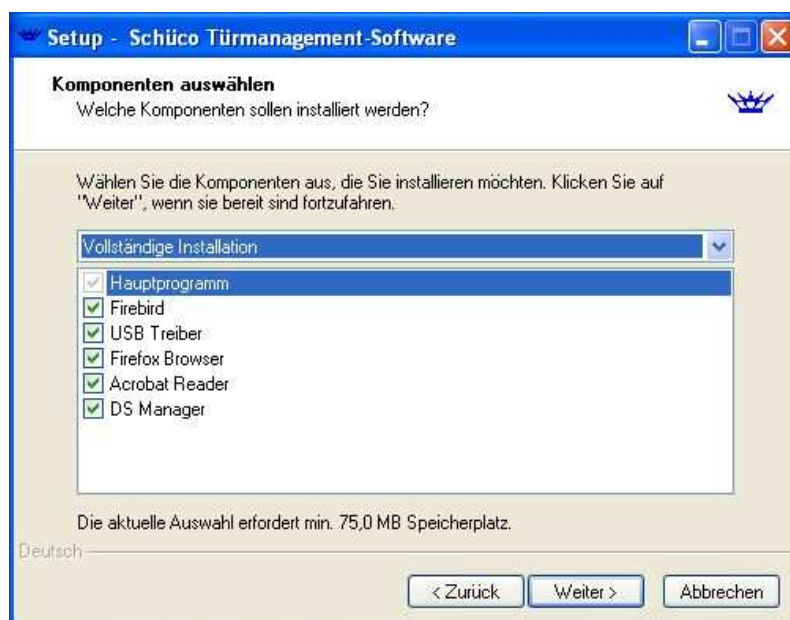 Setup - Schüco Türmanagement-Software
Komponenten auswählen
Welche Komponenten sollen installiert werden?
Wählen Sie die Komponenten aus, die Sie installieren möchten. Klicken Sie auf
"Weiter", wenn sie bereit sind fortzufahren.
Vollständige Installation
Hauptprogramm
Firebird
USB Treiber
Firefox Browser
Acrobat Reader
DS Manager
Die aktuelle Auswahl erfordert min. 75,0 MB Speicherplatz.
Deutsch
< Zurück Weiter > Abbrechen